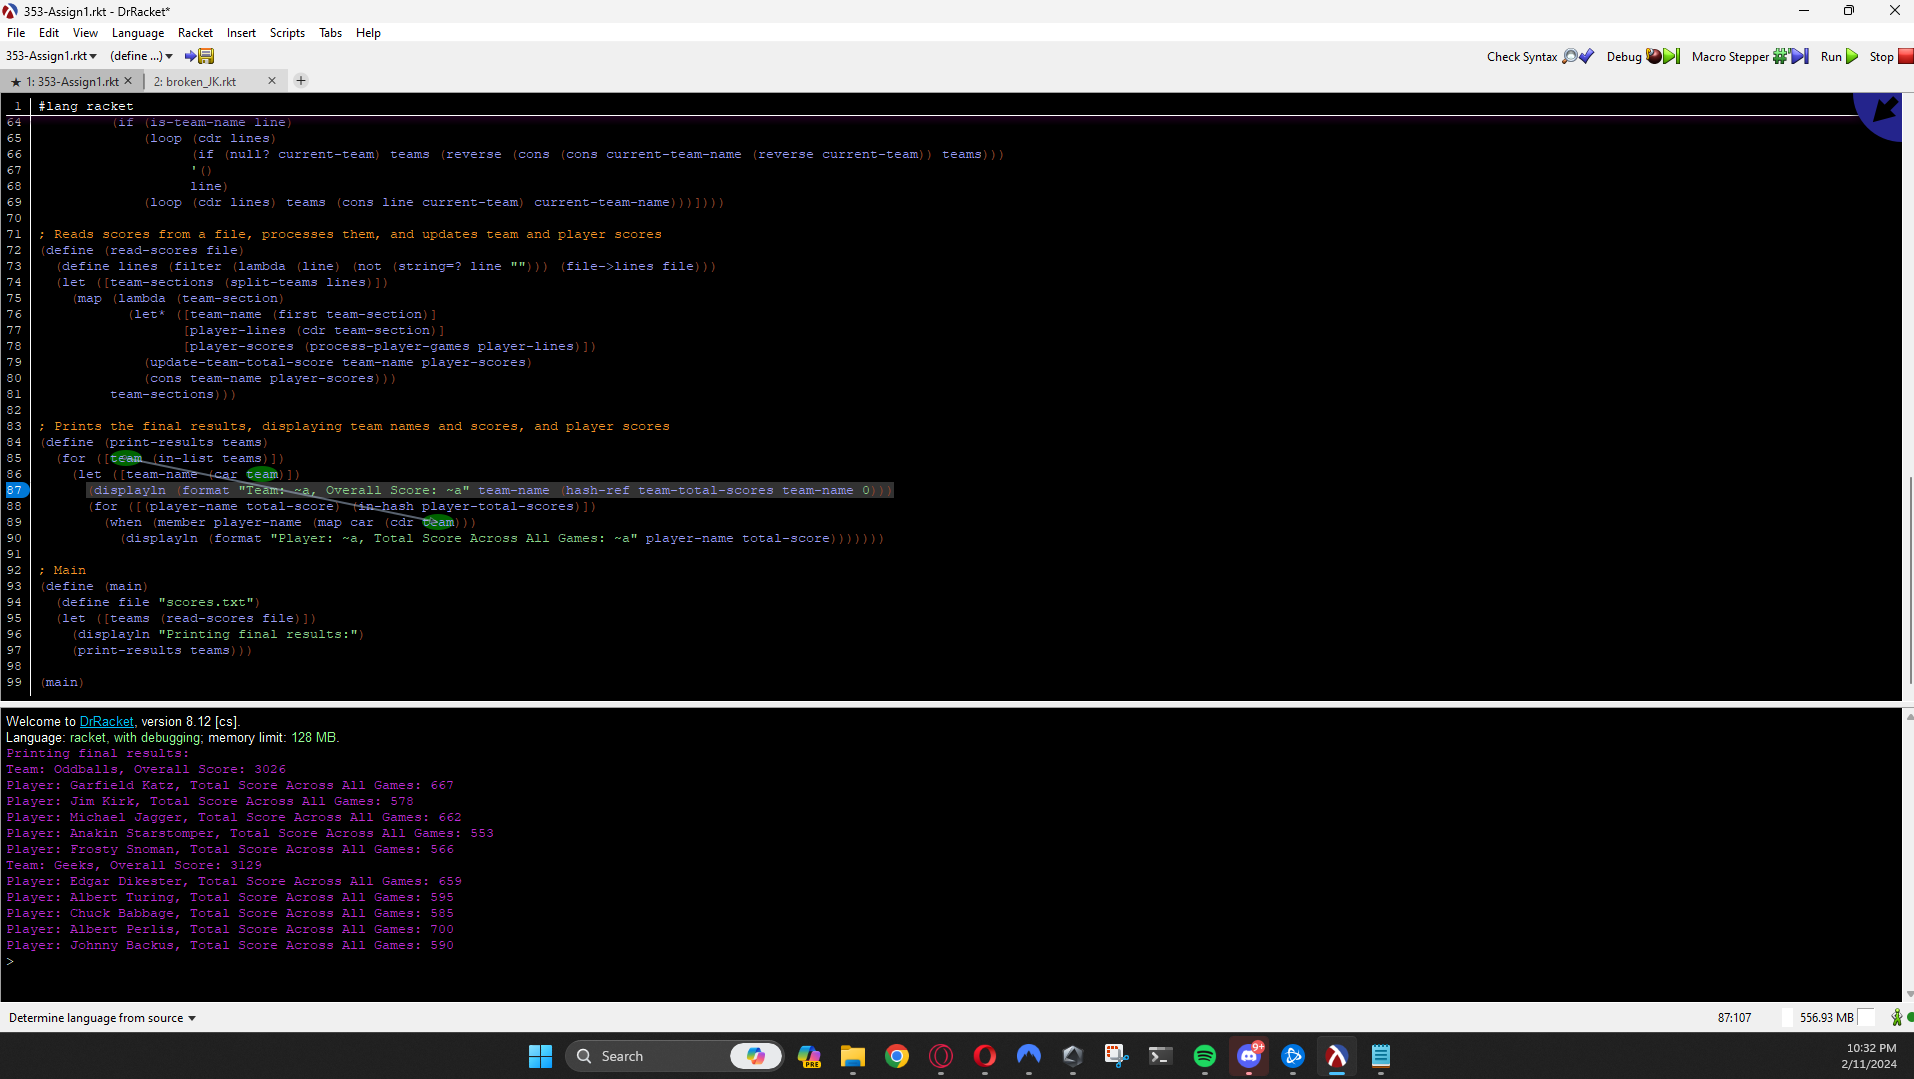 353-Assign1.rkt - DrRacket*
File Edit View Language Racket Insert Scripts Tabs Help
353-Assign1.rkt▾ (define ...)▾ Check Syntax Debug Macro Stepper Run Stop
★ 1: 353-Assign1.rkt ✕ 2: broken_JK.rkt ✕ +
1 #lang racket
64 (if (is-team-name line)
65 (loop (cdr lines)
66 (if (null? current-team) teams (reverse (cons (cons current-team-name (reverse current-team)) teams)))
67 '()
68 line)
69 (loop (cdr lines) teams (cons line current-team) current-team-name)))]))))
70
71 ; Reads scores from a file, processes them, and updates team and player scores
72 (define (read-scores file)
73 (define lines (filter (lambda (line) (not (string=? line ""))) (file->lines file)))
74 (let ([team-sections (split-teams lines)])
75 (map (lambda (team-section)
76 (let* ([team-name (first team-section)]
77 [player-lines (cdr team-section)]
78 [player-scores (process-player-games player-lines)])
79 (update-team-total-score team-name player-scores)
80 (cons team-name player-scores)))
81 team-sections)))
82
83 ; Prints the final results, displaying team names and scores, and player scores
84 (define (print-results teams)
85 (for ([team (in-list teams)])
86 (let ([team-name (car team)])
87 (displayln (format "Team: ~a, Overall Score: ~a" team-name (hash-ref team-total-scores team-name 0)))
88 (for ([(player-name total-score) (in-hash player-total-scores)])
89 (when (member player-name (map car (cdr team)))
90 (displayln (format "Player: ~a, Total Score Across All Games: ~a" player-name total-score)))))))
91
92 ; Main
93 (define (main)
94 (define file "scores.txt")
95 (let ([teams (read-scores file)])
96 (displayln "Printing final results:")
97 (print-results teams)))
98
99 (main)
Welcome to DrRacket, version 8.12 [cs].
Language: racket, with debugging; memory limit: 128 MB.
Printing final results:
Team: Oddballs, Overall Score: 3026
Player: Garfield Katz, Total Score Across All Games: 667
Player: Jim Kirk, Total Score Across All Games: 578
Player: Michael Jagger, Total Score Across All Games: 662
Player: Anakin Starstomper, Total Score Across All Games: 553
Player: Frosty Snoman, Total Score Across All Games: 566
Team: Geeks, Overall Score: 3129
Player: Edgar Dikester, Total Score Across All Games: 659
Player: Albert Turing, Total Score Across All Games: 595
Player: Chuck Babbage, Total Score Across All Games: 585
Player: Albert Perlis, Total Score Across All Games: 700
Player: Johnny Backus, Total Score Across All Games: 590
>
Determine language from source ▾ 87:107 556.93 MB
Search PRE 9+ 10:32 PM
2/11/2024